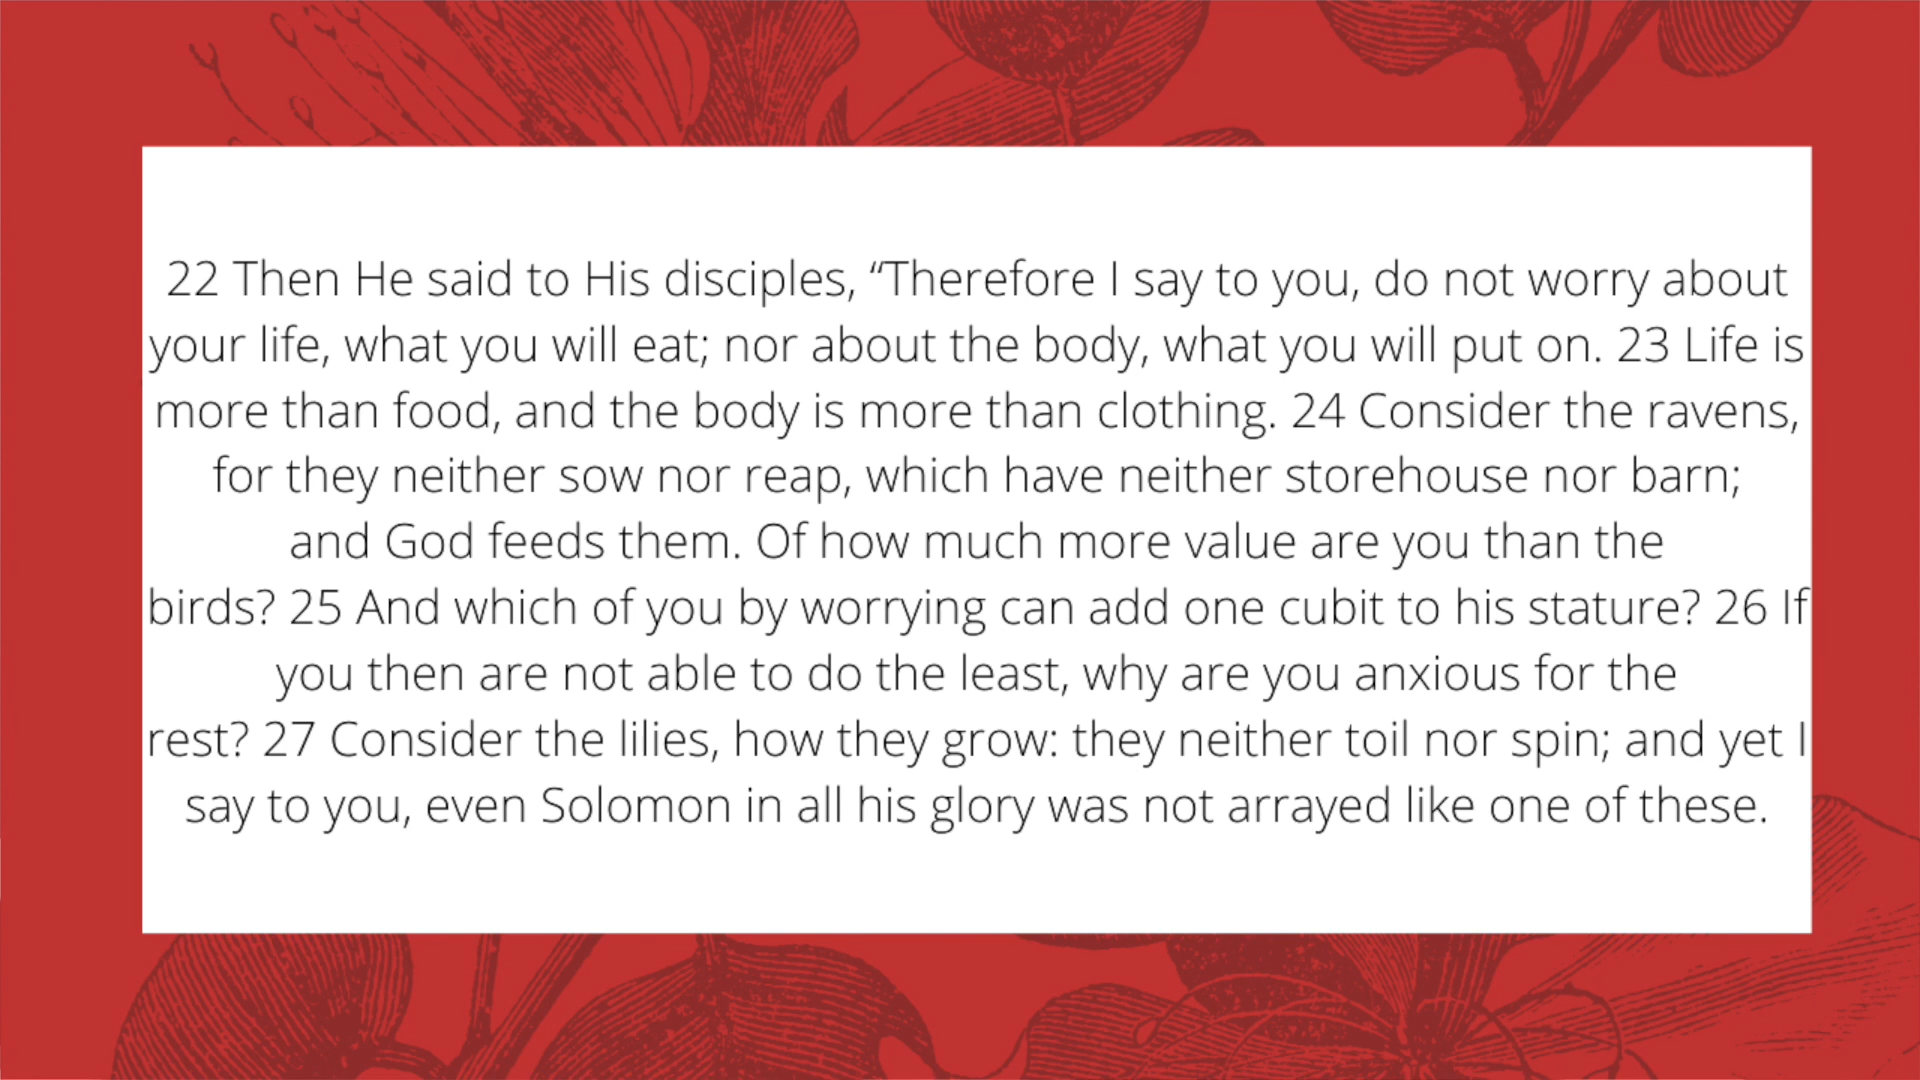 22 Then He said to His disciples, “Therefore I say to you, do not worry about
your life, what you will eat; nor about the body, what you will put on. 23 Life is
more than food, and the body is more than clothing. 24 Consider the ravens,
for they neither sow nor reap, which have neither storehouse nor barn;
and God feeds them. Of how much more value are you than the
birds? 25 And which of you by worrying can add one cubit to his stature? 26 If
you then are not able to do the least, why are you anxious for the
rest? 27 Consider the lilies, how they grow: they neither toil nor spin; and yet I
say to you, even Solomon in all his glory was not arrayed like one of these.